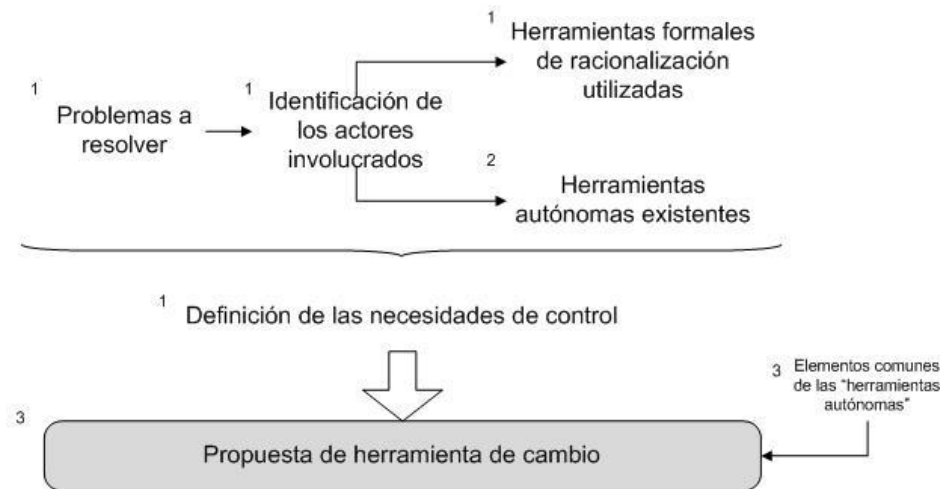 1
Herramientas formales
de racionalización
utilizadas
1
Problemas a
resolver
1
Identificación de
los actores
involucrados
2
Herramientas
autónomas existentes
1
Definición de las necesidades de control
3
Elementos comunes
de las “herramientas
autónomas”
3
Propuesta de herramienta de cambio